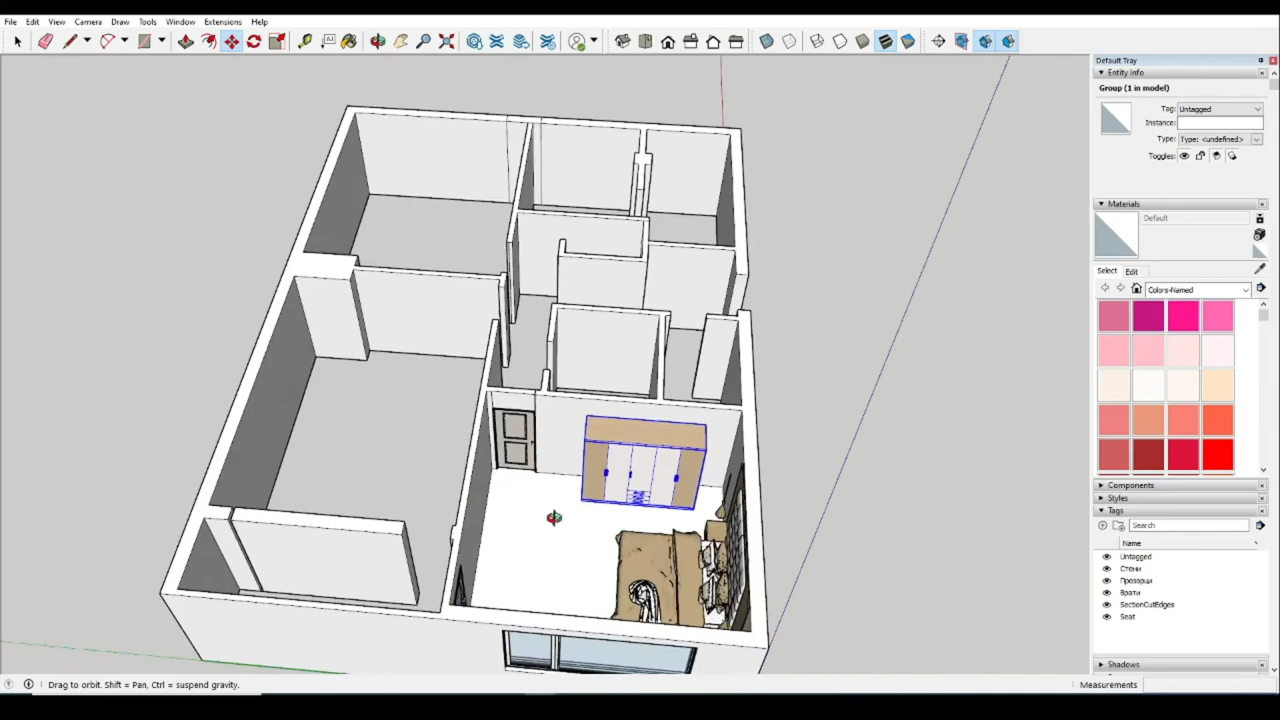 File Edit View Camera Draw Tools Window Extensions Help
Default Tray
Entity Info
Group (1 in model)
Tag: Untagged
Instance:
Type: Type: <undefined>
Toggles:
Materials
Default
Select Edit
Colors-Named
Components
Styles
Tags
Search
Name
Untagged
Стени
Прозорци
Врати
SectionCutEdges
Seat
Shadows
Drag to orbit. Shift = Pan, Ctrl = suspend gravity.
Measurements